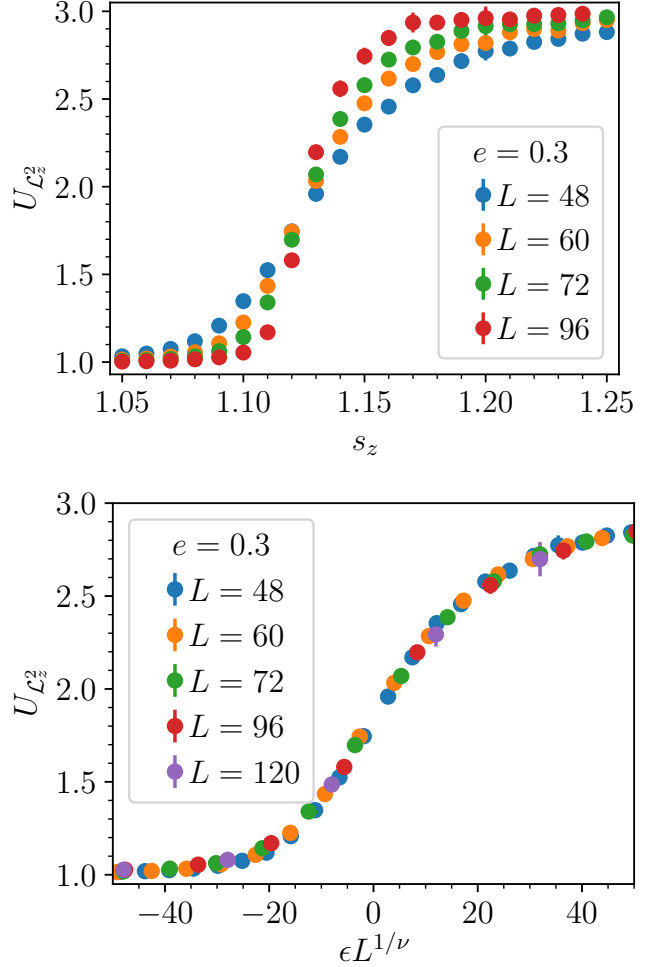 3.0
2.5
2.0
1.5
1.0
U_{\mathcal{L}_z^2}
e = 0.3
L = 48
L = 60
L = 72
L = 96
1.05 1.10 1.15 1.20 1.25
s_z
3.0
2.5
2.0
1.5
1.0
U_{\mathcal{L}_z^2}
e = 0.3
L = 48
L = 60
L = 72
L = 96
L = 120
−40 −20 0 20 40
ϵL^{1/ν}